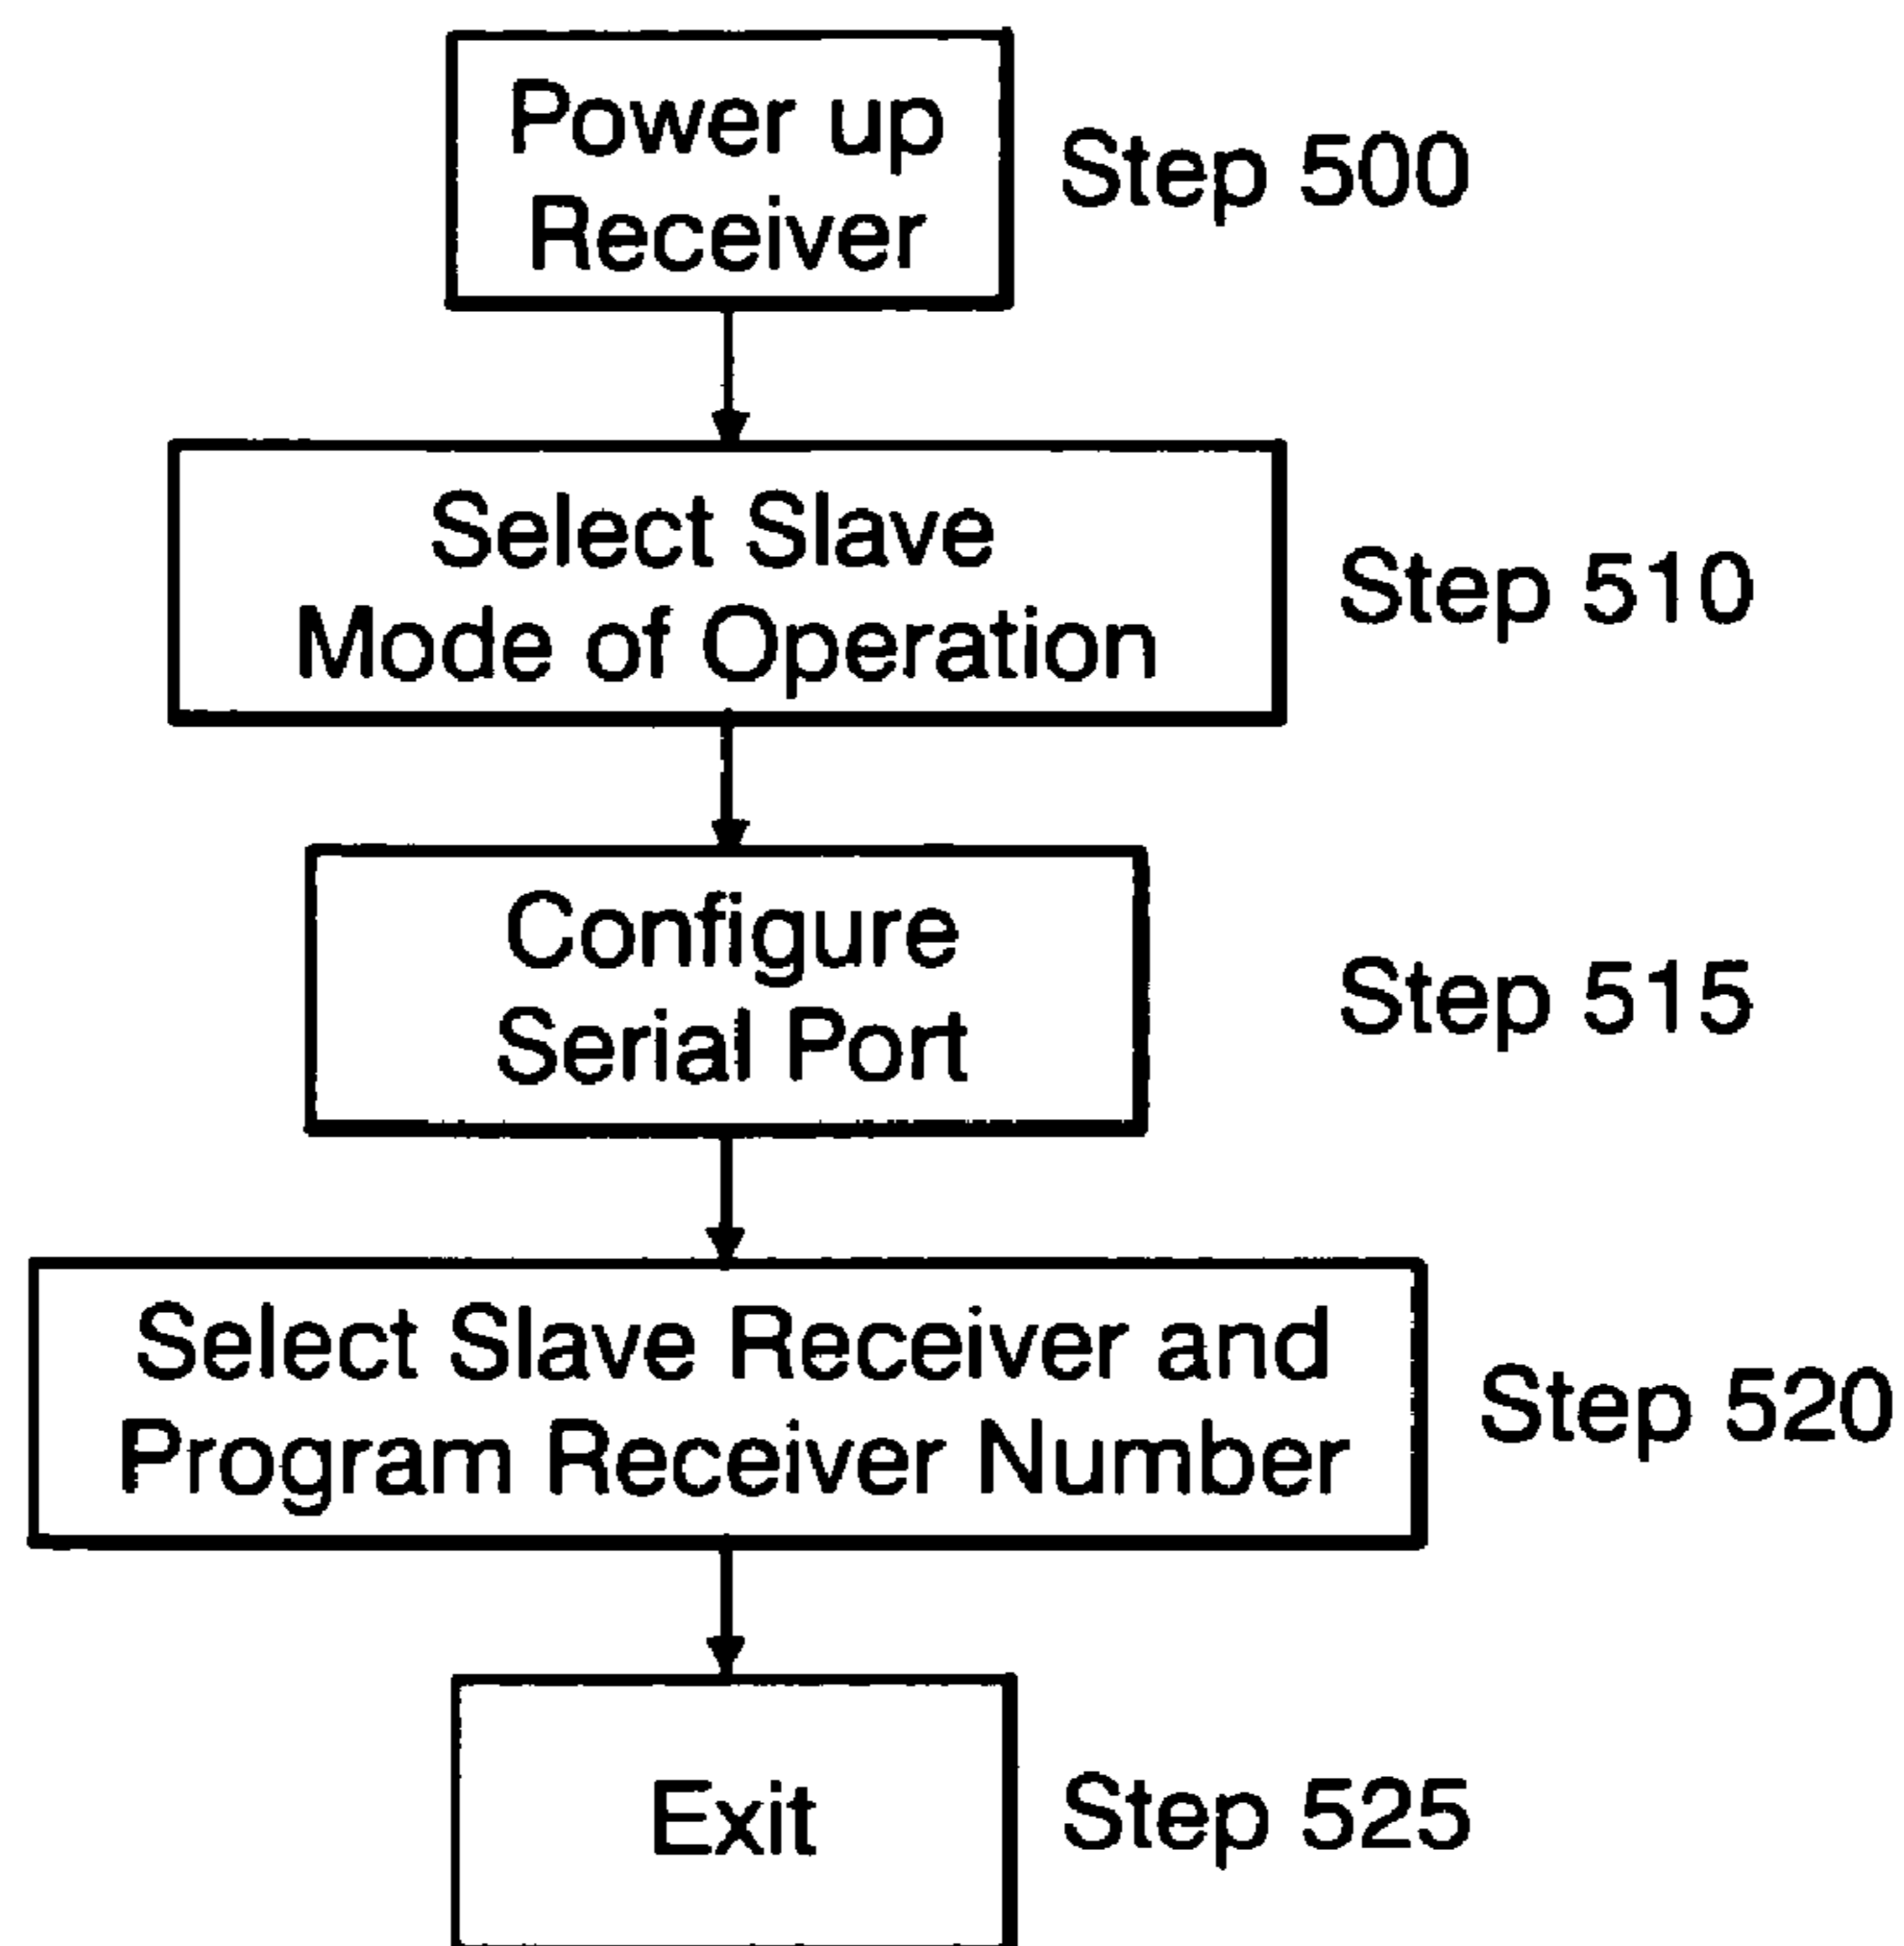 Power up
Receiver
Step 500
Select Slave
Mode of Operation
Step 510
Configure
Serial Port
Step 515
Select Slave Receiver and
Program Receiver Number
Step 520
Exit
Step 525